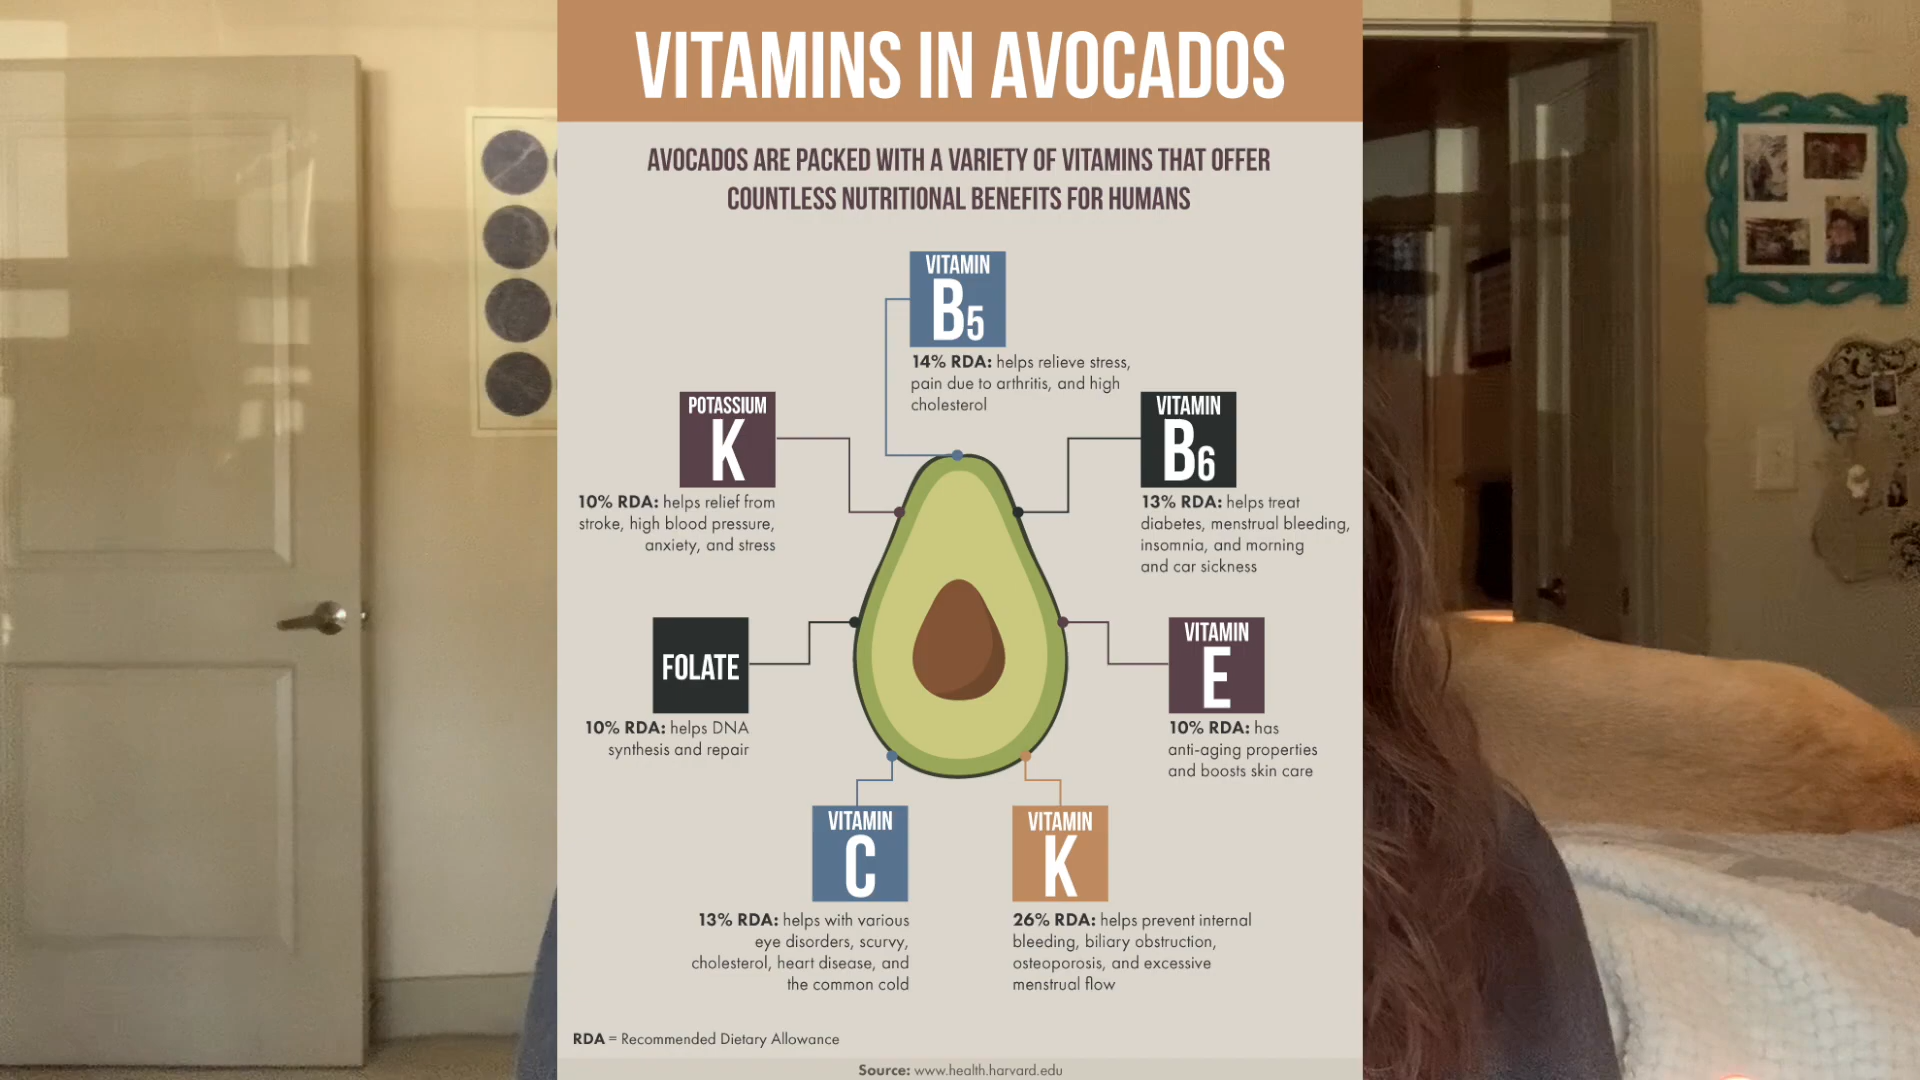 VITAMINS IN AVOCADOS
AVOCADOS ARE PACKED WITH A VARIETY OF VITAMINS THAT OFFER
COUNTLESS NUTRITIONAL BENEFITS FOR HUMANS
VITAMIN
B5
14% RDA: helps relieve stress,
pain due to arthritis, and high
cholesterol
POTASSIUM
K
10% RDA: helps relief from
stroke, high blood pressure,
anxiety, and stress
VITAMIN
B6
13% RDA: helps treat
diabetes, menstrual bleeding,
insomnia, and morning
and car sickness
FOLATE
10% RDA: helps DNA
synthesis and repair
VITAMIN
E
10% RDA: has
anti-aging properties
and boosts skin care
VITAMIN
C
13% RDA: helps with various
eye disorders, scurvy,
cholesterol, heart disease, and
the common cold
VITAMIN
K
26% RDA: helps prevent internal
bleeding, biliary obstruction,
osteoporosis, and excessive
menstrual flow
RDA = Recommended Dietary Allowance
Source: www.health.harvard.edu